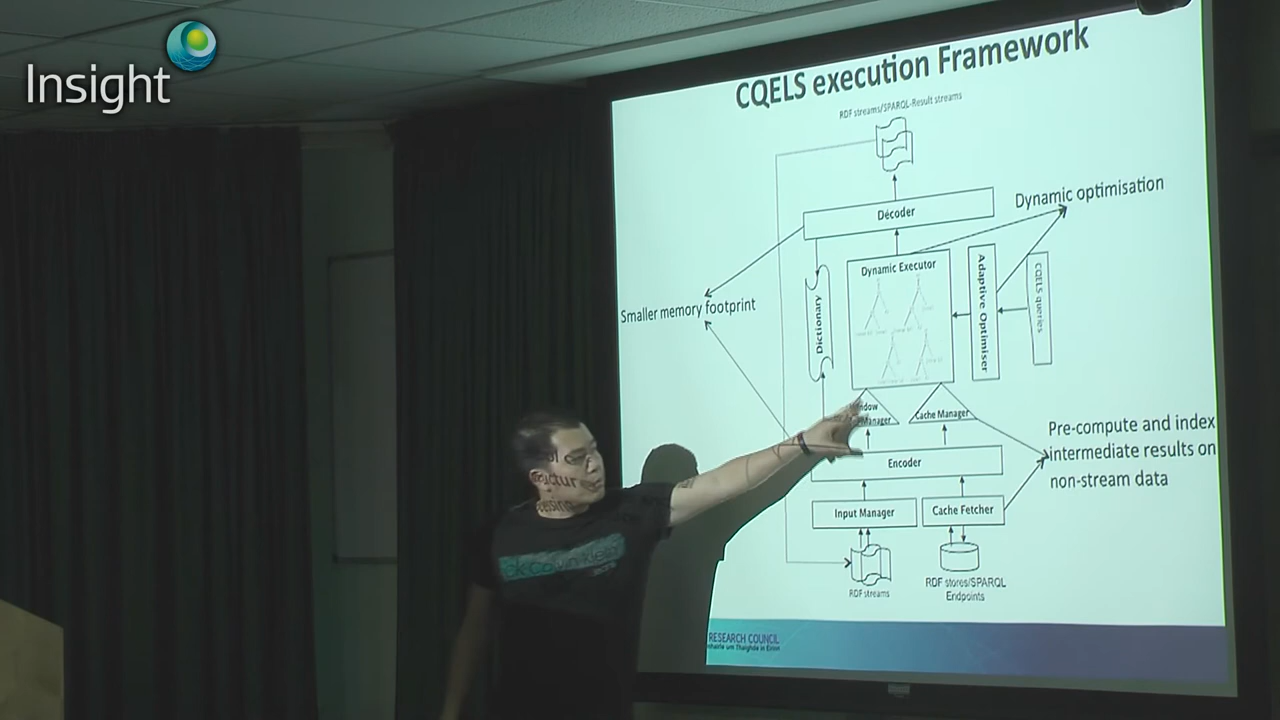 Insight
CQELS execution Framework
RDF streams/SPARQL-Result streams
Decoder
Dynamic optimisation
Dynamic Executor
Adaptive Optimiser
CQELS queries
Dictionary
Smaller memory footprint
Manager
Cache Manager
Pre-compute and index
intermediate results on
non-stream data
Encoder
Input Manager
Cache Fetcher
RDF streams
RDF stores/SPARQL
Endpoints
RESEARCH COUNCIL